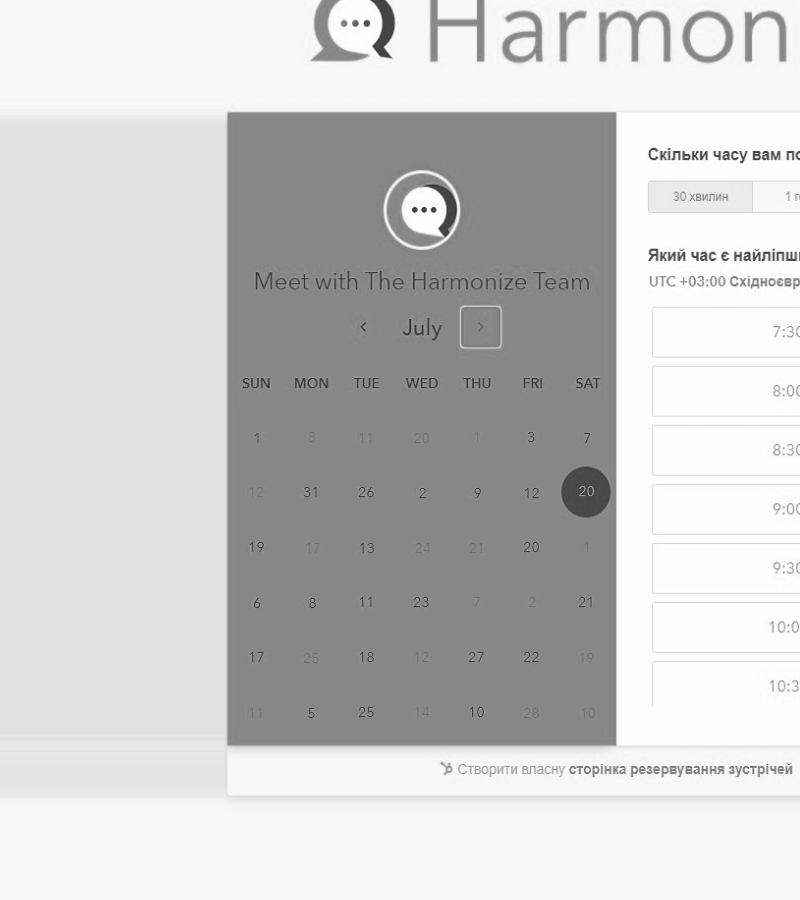 Harmon
Meet with The Harmonize Team
July
SUN MON TUE WED THU FRI SAT
1 8 11 20 1 3 7
12 31 26 2 9 12 20
19 17 13 24 21 20 1
6 8 11 23 7 2 21
17 25 18 12 27 22 19
11 5 25 14 10 28 10
Скільки часу вам по
30 хвилин 1 г
Який час є найліпш
UTC +03:00 Східноєвр
7:30
8:00
8:30
9:00
9:30
10:0
10:3
Створити власну сторінка резервування зустрічей